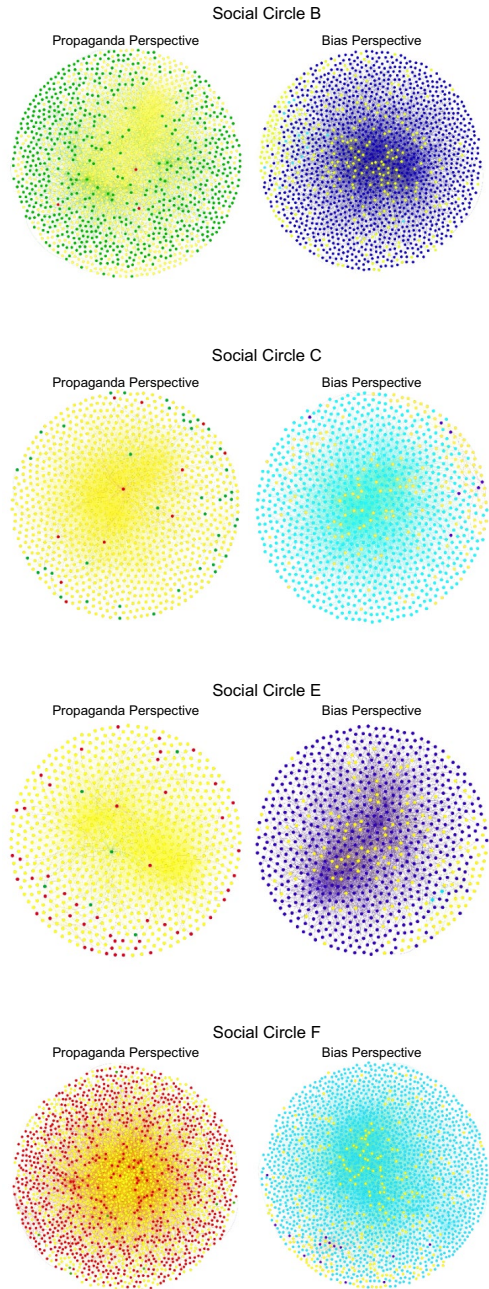 Social Circle B
Propaganda Perspective
Bias Perspective
Social Circle C
Propaganda Perspective
Bias Perspective
Social Circle E
Propaganda Perspective
Bias Perspective
Social Circle F
Propaganda Perspective
Bias Perspective